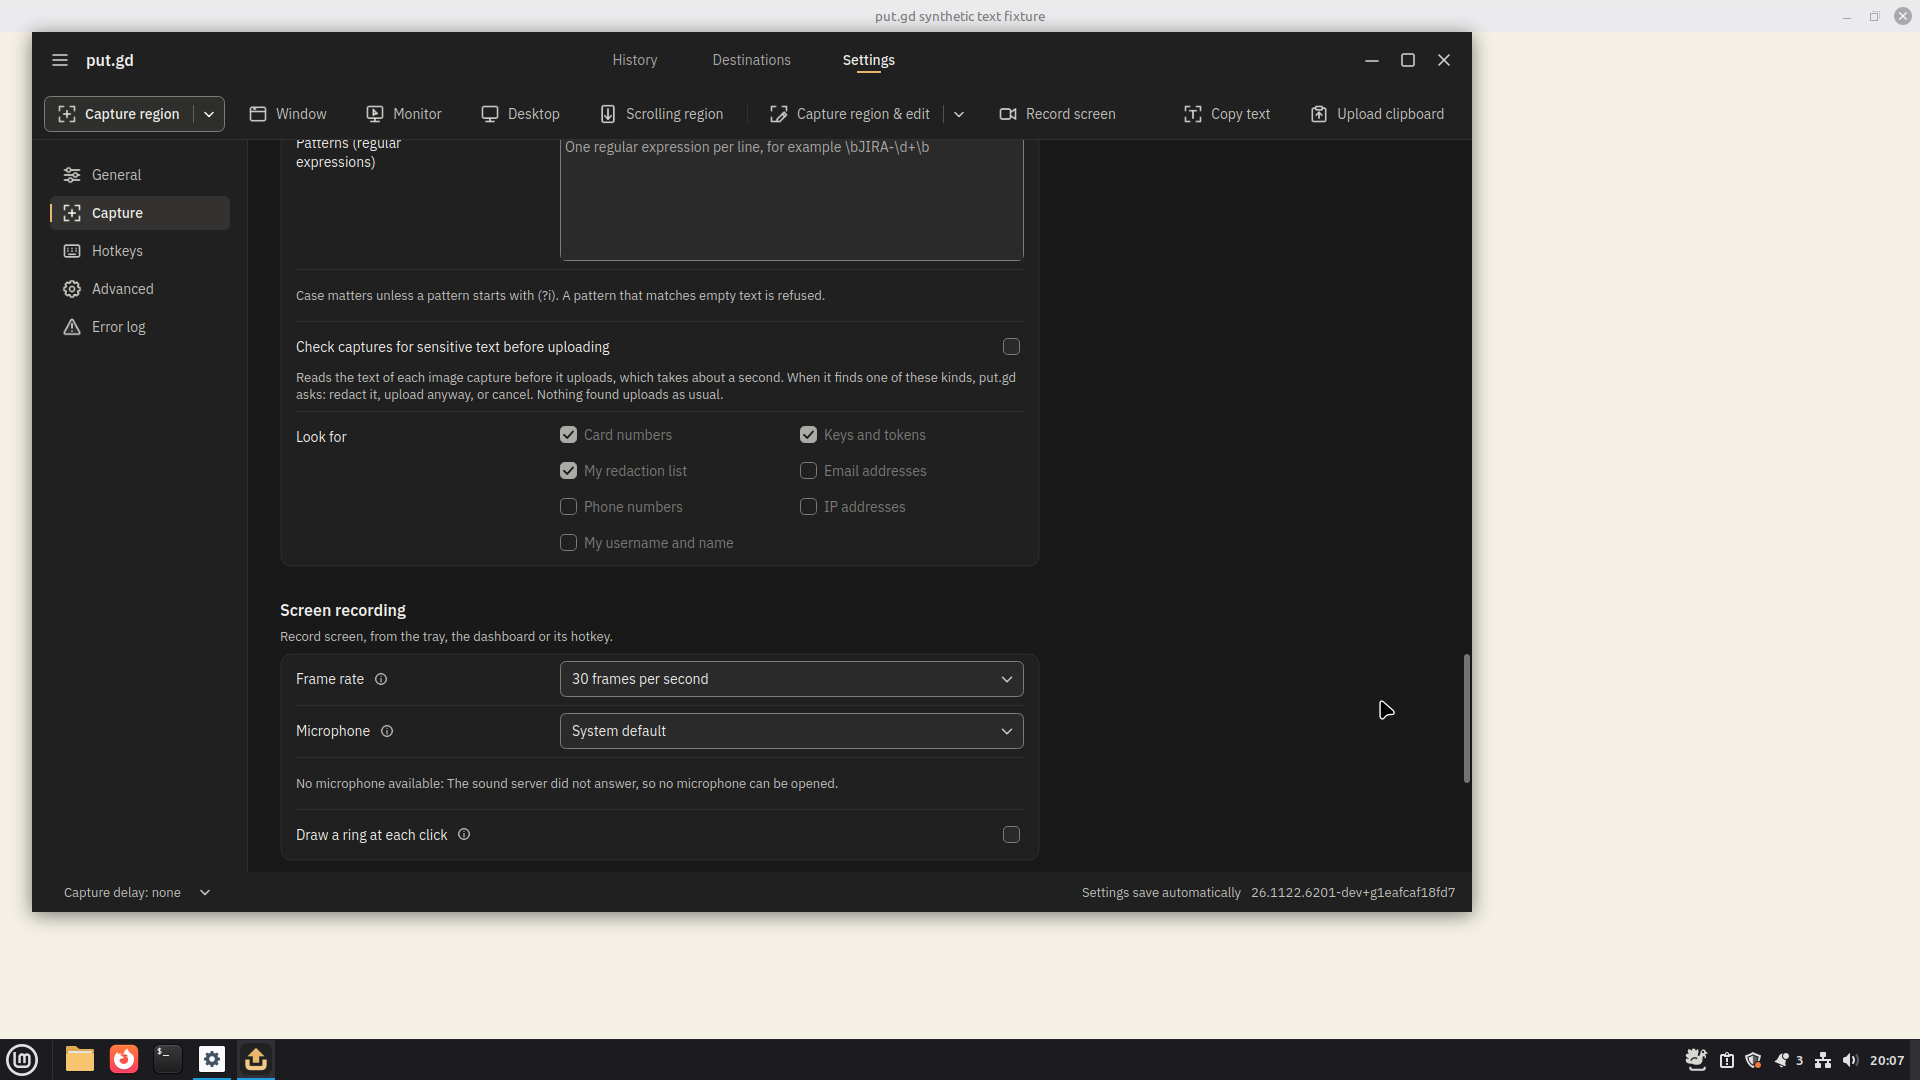 put.gd synthetic text fixture
put.gd
History
Destinations
Settings
Capture region
Window
Monitor
Desktop
Scrolling region
Capture region & edit
Record screen
Copy text
Upload clipboard
General
Capture
Hotkeys
Advanced
Error log
Patterns (regular
expressions)
One regular expression per line, for example \bJIRA-\d+\b
Case matters unless a pattern starts with (?i). A pattern that matches empty text is refused.
Check captures for sensitive text before uploading
Reads the text of each image capture before it uploads, which takes about a second. When it finds one of these kinds, put.gd
asks: redact it, upload anyway, or cancel. Nothing found uploads as usual.
Look for
Card numbers
Keys and tokens
My redaction list
Email addresses
Phone numbers
IP addresses
My username and name
Screen recording
Record screen, from the tray, the dashboard or its hotkey.
Frame rate
30 frames per second
Microphone
System default
No microphone available: The sound server did not answer, so no microphone can be opened.
Draw a ring at each click
Capture delay: none
Settings save automatically
26.1122.6201-dev+g1eafcaf18fd7
3
20:07